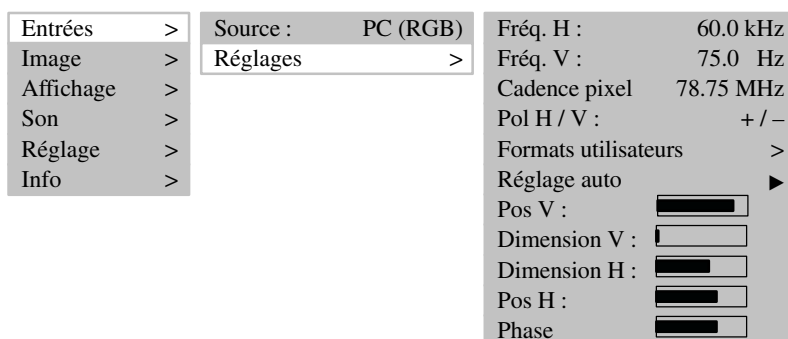 Entrées >
Image >
Affichage >
Son >
Réglage >
Info >
Source : PC (RGB)
Réglages >
Fréq. H : 60.0 kHz
Fréq. V : 75.0 Hz
Cadence pixel 78.75 MHz
Pol H / V : + / –
Formats utilisateurs >
Réglage auto ►
Pos V :
Dimension V :
Dimension H :
Pos H :
Phase